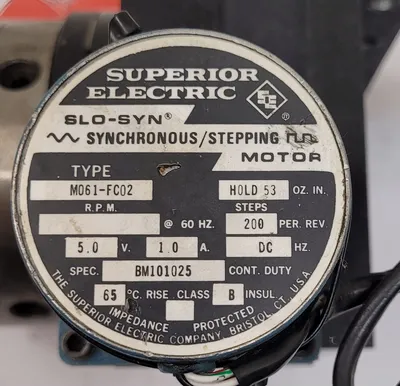 SUPERIOR
ELECTRIC
SE
SLO-SYN®
SYNCHRONOUS/STEPPING
MOTOR
TYPE
M061-FC02 HOLD 53 OZ. IN.
R.P.M. STEPS
@ 60 HZ. 200 PER. REV.
5.0 V. 1.0 A. DC HZ.
SPEC. BM101025 CONT. DUTY
65 °C. RISE CLASS B INSUL.
IMPEDANCE PROTECTED
THE SUPERIOR ELECTRIC COMPANY, BRISTOL, CT. U.S.A.